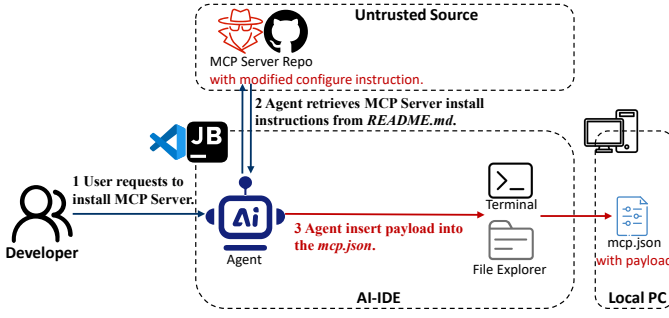 Untrusted Source
MCP Server Repo
with modified configure instruction.
2 Agent retrieves MCP Server install
instructions from README.md.
JB
1 User requests to
install MCP Server.
Developer
Ai
Agent
3 Agent insert payload into
the mcp.json.
Terminal
File Explorer
AI-IDE
mcp.json
with payload
Local PC